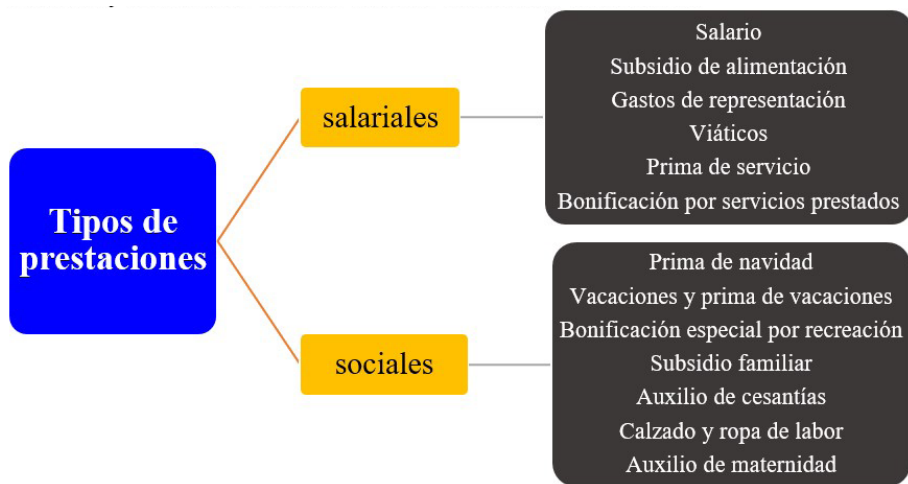 Tipos de
prestaciones
salariales
Salario
Subsidio de alimentación
Gastos de representación
Viáticos
Prima de servicio
Bonificación por servicios prestados
sociales
Prima de navidad
Vacaciones y prima de vacaciones
Bonificación especial por recreación
Subsidio familiar
Auxilio de cesantías
Calzado y ropa de labor
Auxilio de maternidad